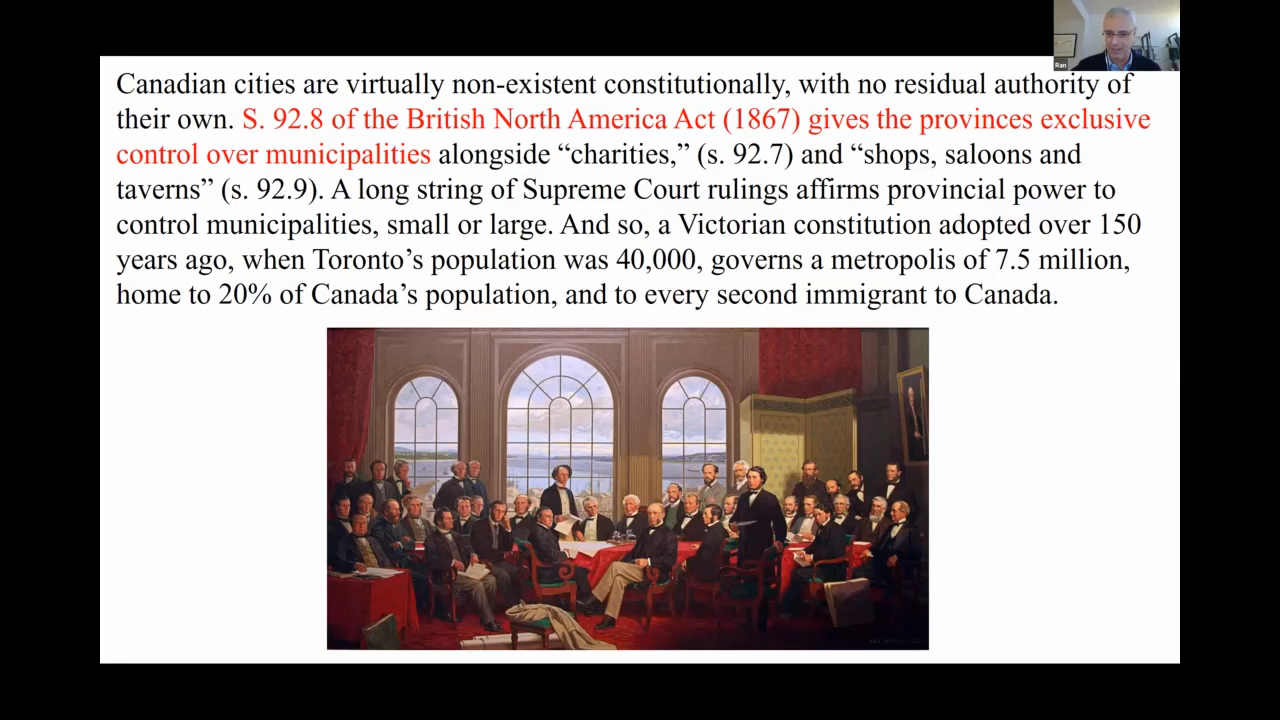 Canadian cities are virtually non-existent constitutionally, with no residual authority of
their own. S. 92.8 of the British North America Act (1867) gives the provinces exclusive
control over municipalities alongside “charities,” (s. 92.7) and “shops, saloons and
taverns” (s. 92.9). A long string of Supreme Court rulings affirms provincial power to
control municipalities, small or large. And so, a Victorian constitution adopted over 150
years ago, when Toronto’s population was 40,000, governs a metropolis of 7.5 million,
home to 20% of Canada’s population, and to every second immigrant to Canada.
Ran